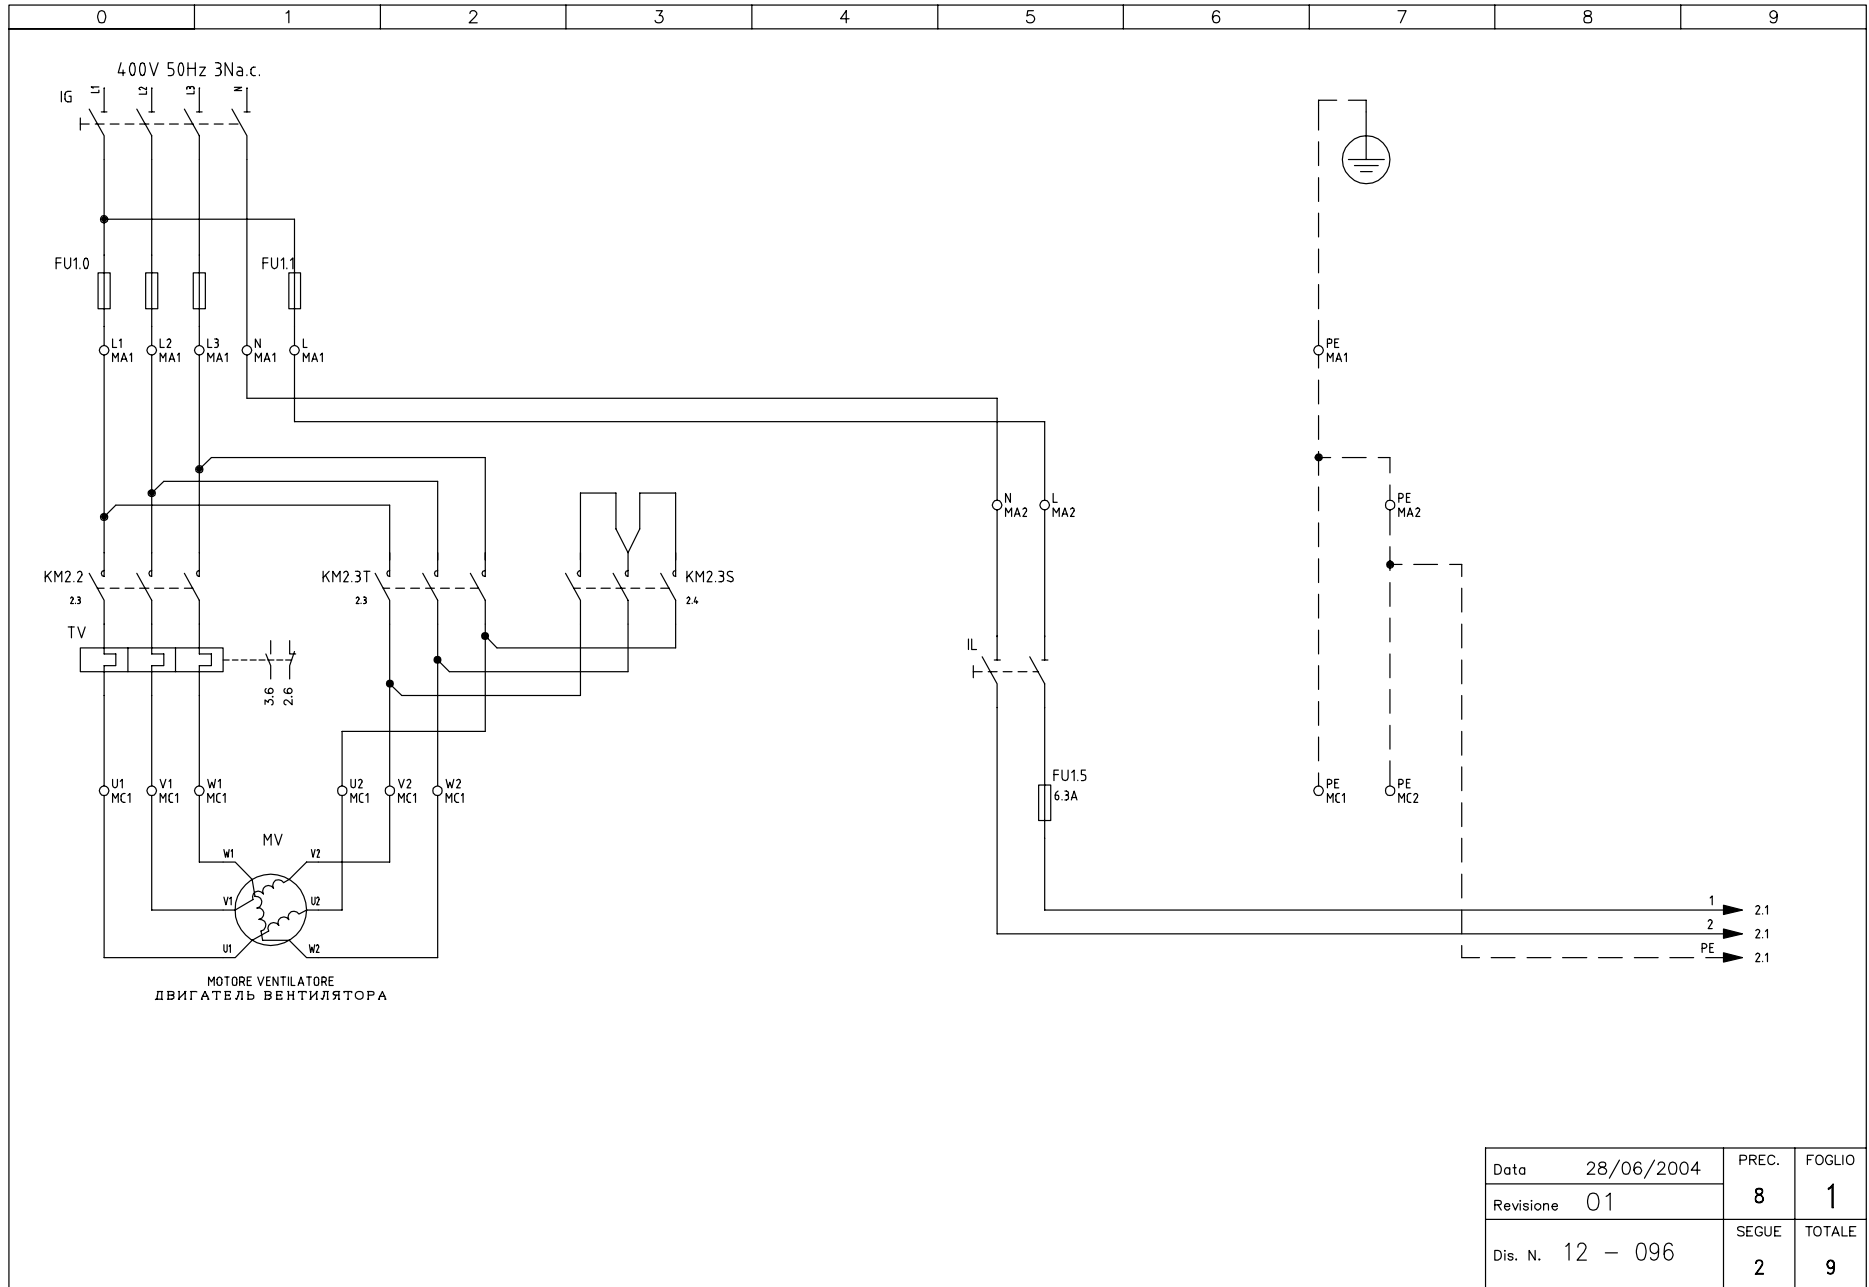 0 1 2 3 4 5 6 7 8 9
400V 50Hz 3Na.c.
IG L1 L2 L3 N
FU1.0 FU1.1
L1 L2 L3 N L PE
MA1 MA1 MA1 MA1 MA1 MA1
N L PE
MA2 MA2 MA2
KM2.2 KM2.3T KM2.3S
2.3 2.3 2.4
TV IL
3.6 2.6
FU1.5
6.3A
U1 V1 W1 U2 V2 W2 PE PE
MC1 MC1 MC1 MC1 MC1 MC1 MC1 MC2
MV
W1 V2
V1 U2
U1 W2
1 2.1
2 2.1
PE 2.1
MOTORE VENTILATORE
ДВИГАТЕЛЬ ВЕНТИЛЯТОРА
Data 28/06/2004 PREC. FOGLIO
8 1
Revisione 01
SEGUE TOTALE
Dis. N. 12 - 096
2 9